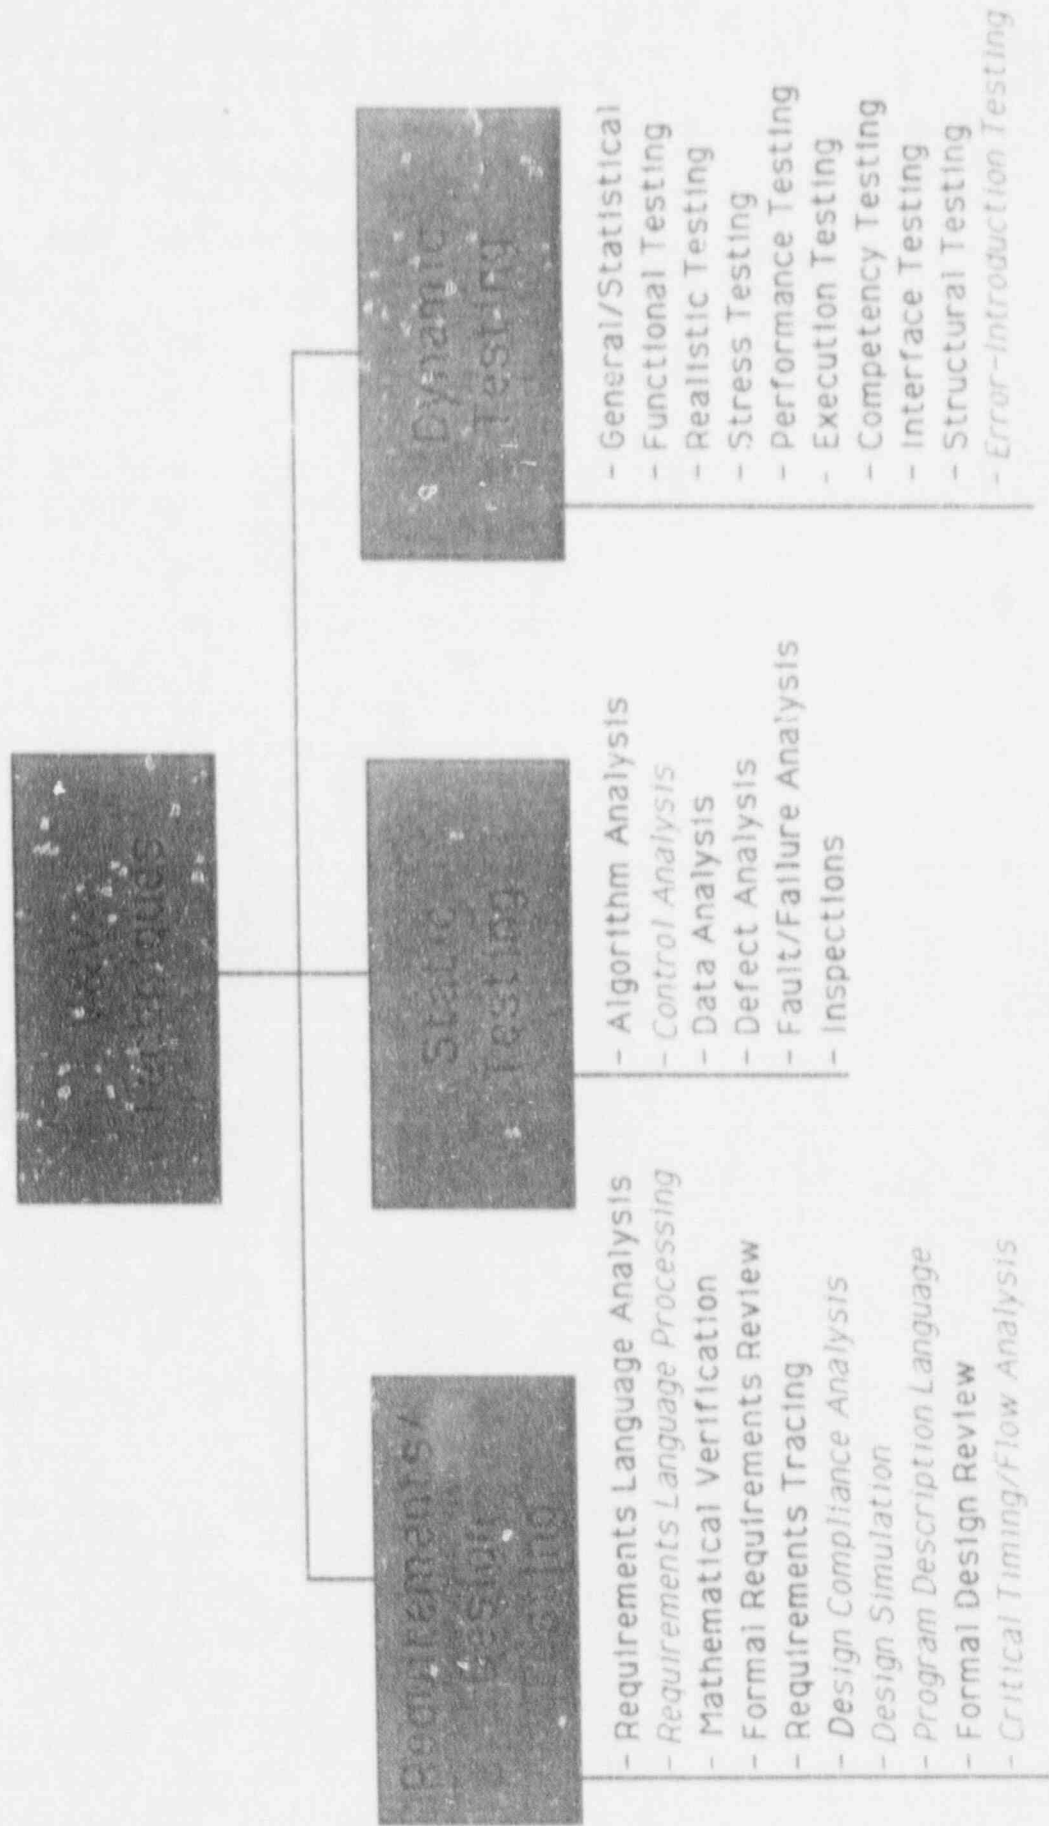 Techniques
Requirements/
Design
Testing
- Requirements Language Analysis
- Requirements Language Processing
- Mathematical Verification
- Formal Requirements Review
- Requirements Tracing
- Design Compliance Analysis
- Design Simulation
- Program Description Language
- Formal Design Review
- Critical Timing/Flow Analysis
Static
Testing
- Algorithm Analysis
- Control Analysis
- Data Analysis
- Defect Analysis
- Fault/Failure Analysis
- Inspections
Dynamic
Testing
- General/Statistical
- Functional Testing
- Realistic Testing
- Stress Testing
- Performance Testing
- Execution Testing
- Competency Testing
- Interface Testing
- Structural Testing
- Error-Introduction Testing